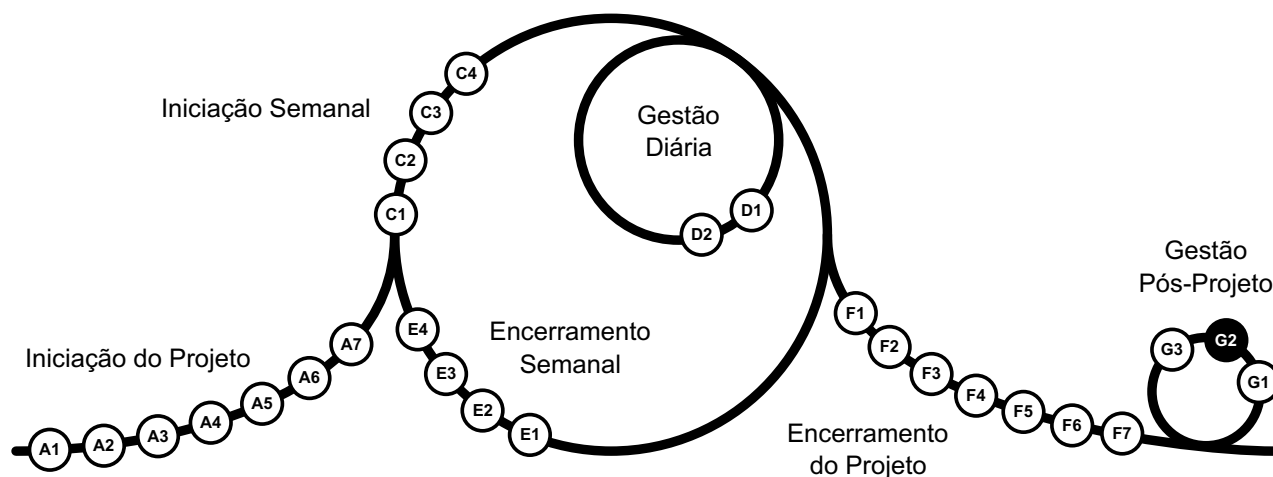 Iniciação do Projeto
A1
A2
A3
A4
A5
A6
A7
Iniciação Semanal
C1
C2
C3
C4
Gestão
Diária
D1
D2
Encerramento
Semanal
E1
E2
E3
E4
Encerramento
do Projeto
F1
F2
F3
F4
F5
F6
F7
Gestão
Pós-Projeto
G1
G2
G3